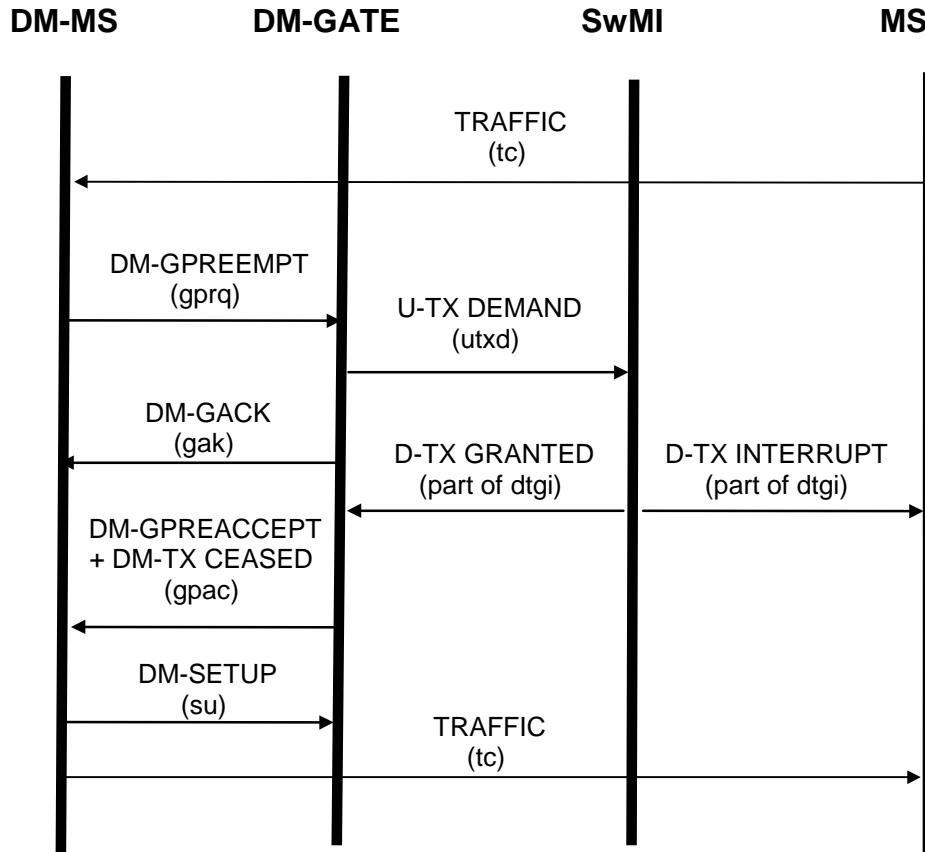 DM-MS DM-GATE SwMI MS
TRAFFIC
(tc)
DM-GPREEMPT
(gprq)
U-TX DEMAND
(utxd)
DM-GACK
(gak)
D-TX GRANTED
(part of dtgi)
D-TX INTERRUPT
(part of dtgi)
DM-GPREACCEPT
+ DM-TX CEASED
(gpac)
DM-SETUP
(su)
TRAFFIC
(tc)